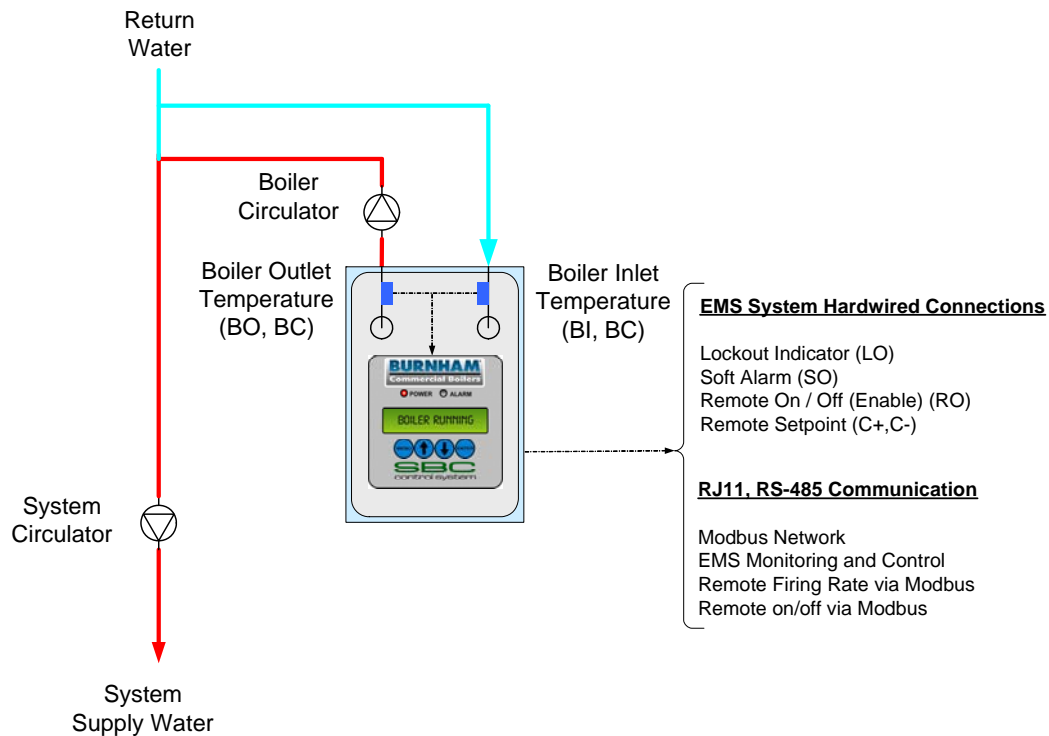 Return
Water
Boiler
Circulator
Boiler Outlet
Temperature
(BO, BC)
Boiler Inlet
Temperature
(BI, BC)
BURNHAM
Commercial Boilers
POWER ALARM
BOILER RUNNING
SBC
control system
EMS System Hardwired Connections
Lockout Indicator (LO)
Soft Alarm (SO)
Remote On / Off (Enable) (RO)
Remote Setpoint (C+,C-)
RJ11, RS-485 Communication
Modbus Network
EMS Monitoring and Control
Remote Firing Rate via Modbus
Remote on/off via Modbus
System
Circulator
System
Supply Water